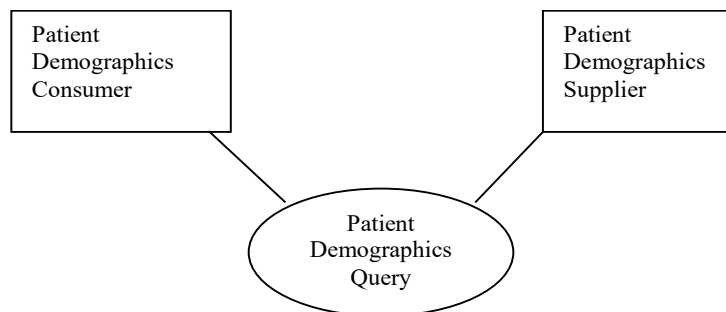 Patient
Demographics
Consumer
Patient
Demographics
Supplier
Patient
Demographics
Query